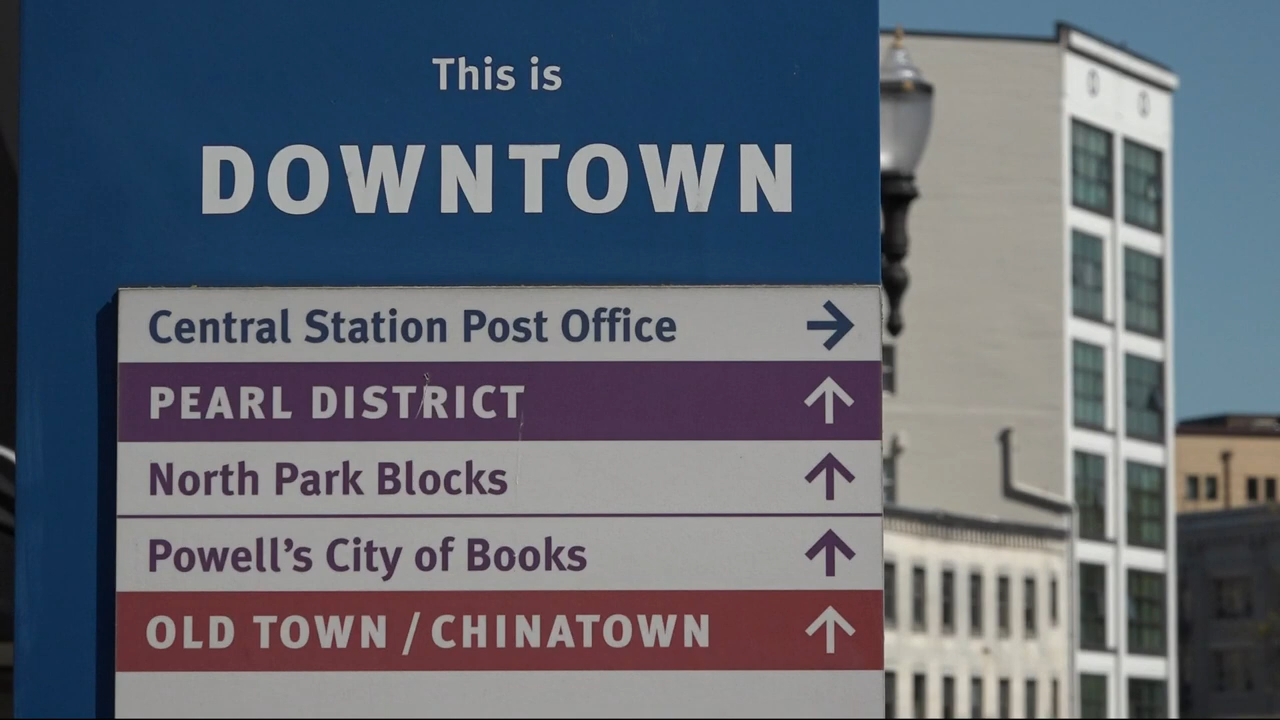 This is
DOWNTOWN
Central Station Post Office →
PEARL DISTRICT ↑
North Park Blocks ↑
Powell's City of Books ↑
OLD TOWN / CHINATOWN ↑